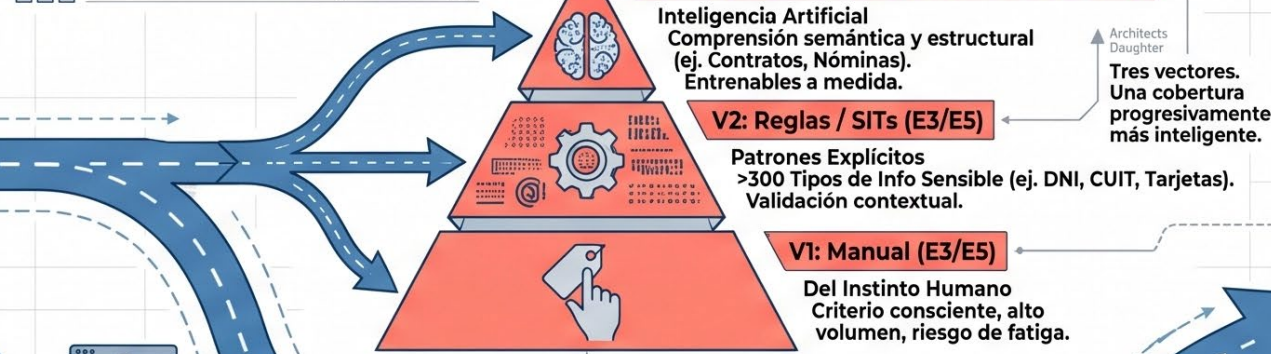 Inteligencia Artificial
Comprensión semántica y estructural
(ej. Contratos, Nóminas).
Entrenables a medida.
Architects
Daughter
Tres vectores.
Una cobertura
progresivamente
más inteligente.
V2: Reglas / SITs (E3/E5)
Patrones Explícitos
>300 Tipos de Info Sensible (ej. DNI, CUIT, Tarjetas).
Validación contextual.
V1: Manual (E3/E5)
Del Instinto Humano
Criterio consciente, alto
volumen, riesgo de fatiga.